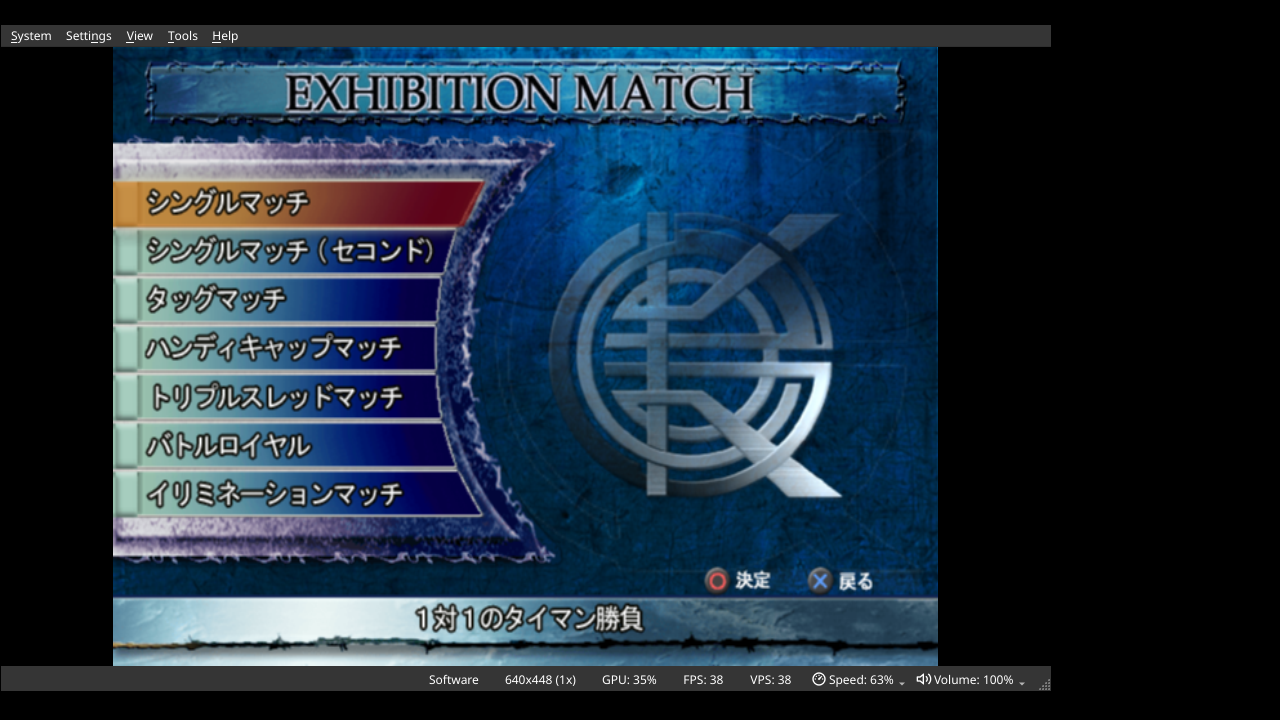 System Settings View Tools Help
EXHIBITION MATCH
シングルマッチ
シングルマッチ（セコンド）
タッグマッチ
ハンディキャップマッチ
トリプルスレッドマッチ
バトルロイヤル
イリミネーションマッチ
決定 戻る
1対1のタイマン勝負
Software 640x448 (1x) GPU: 35% FPS: 38 VPS: 38 Speed: 63% Volume: 100%